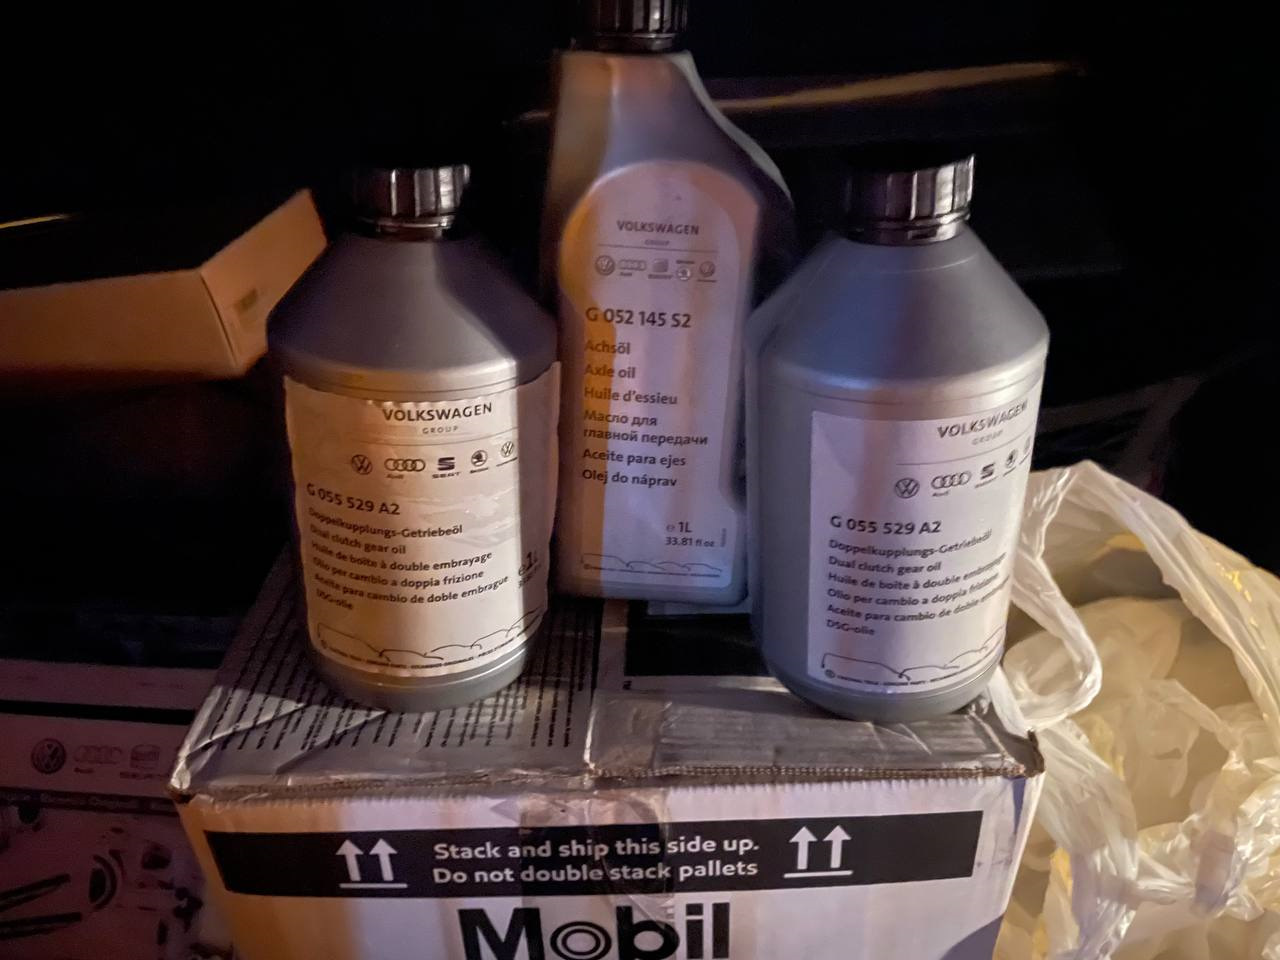 VOLKSWAGEN
GROUP
Audi
SEAT
G 055 529 A2
Doppelkupplungs-Getriebeöl
Dual clutch gear oil
Huile de boîte à double embrayage
Olio per cambio a doppia frizione
Aceite para cambio de doble embrague
DSG-olie
VOLKSWAGEN
GROUP
Audi
G 052 145 S2
Achsöl
Axle oil
Huile d'essieu
Масло для
главной передачи
Aceite para ejes
Olej do náprav
e 1L
33.81 fl oz
VOLKSWAGEN
GROUP
Audi
G 055 529 A2
Doppelkupplungs-Getriebeöl
Dual clutch gear oil
Huile de boîte à double embrayage
Olio per cambio a doppia frizione
Aceite para cambio de doble
DSG-olie
Stack and ship this side up.
Do not double stack pallets
Mobil